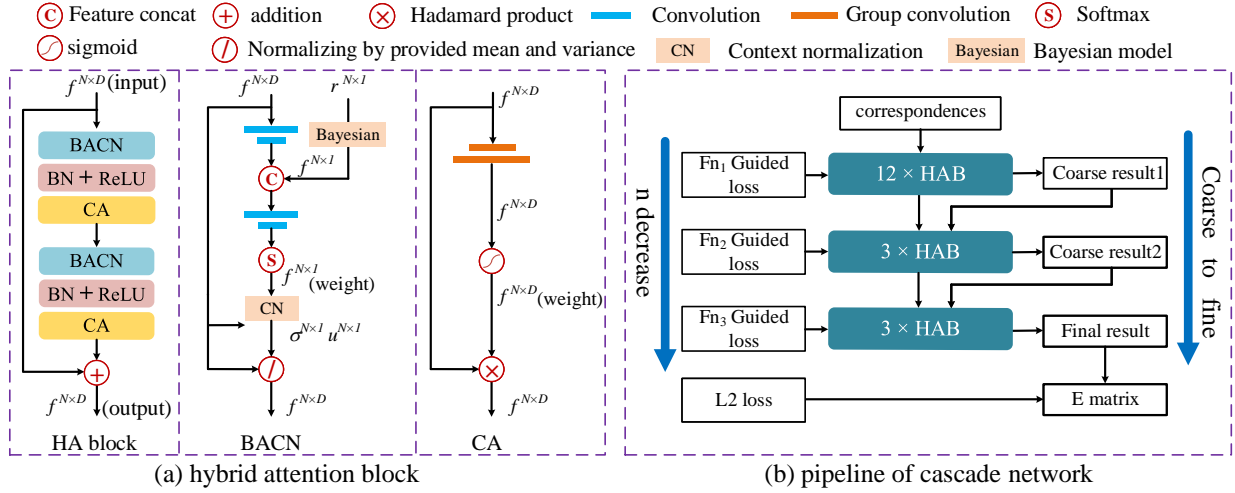 C Feature concat + addition × Hadamard product Convolution Group convolution S Softmax
sigmoid / Normalizing by provided mean and variance CN Context normalization Bayesian Bayesian model
f^{N×D}(input)
BACN
BN + ReLU
CA
BACN
BN + ReLU
CA
+
f^{N×D}(output)
HA block
f^{N×D} r^{N×1}
Bayesian
f^{N×1}
C
S
f^{N×1}
(weight)
CN
σ^{N×1} u^{N×1}
/
f^{N×D}
BACN
f^{N×D}
f^{N×D}
f^{N×D}(weight)
×
f^{N×D}
CA
(a) hybrid attention block
correspondences
Fn₁ Guided
loss
12 × HAB
Coarse result1
Fn₂ Guided
loss
3 × HAB
Coarse result2
Fn₃ Guided
loss
3 × HAB
Final result
L2 loss
E matrix
n decrease
Coarse to fine
(b) pipeline of cascade network